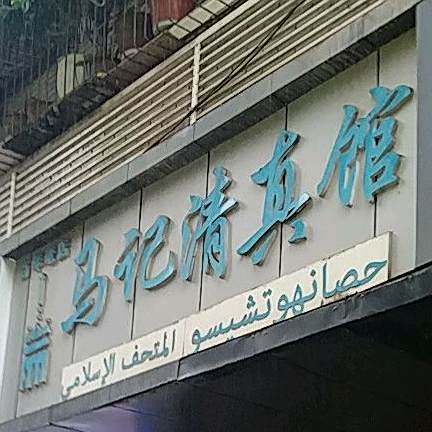 马记清真馆
حصانهوتشيسو المتحف الإسلامي